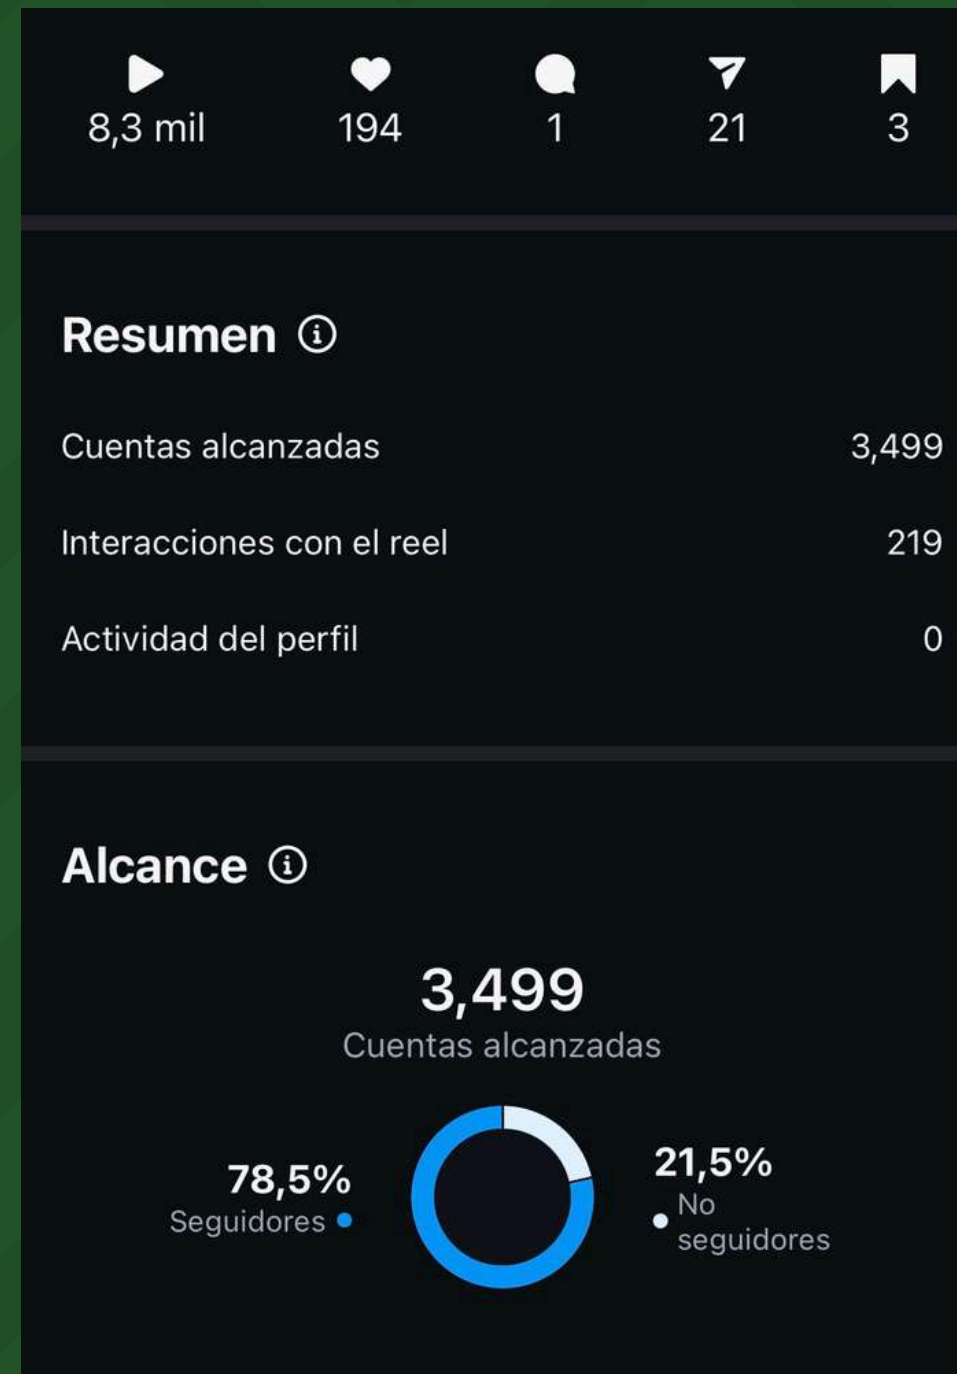 8,3 mil 194 1 21 3
Resumen
Cuentas alcanzadas 3,499
Interacciones con el reel 219
Actividad del perfil 0
Alcance
3,499
Cuentas alcanzadas
78,5%
Seguidores
21,5%
No
seguidores